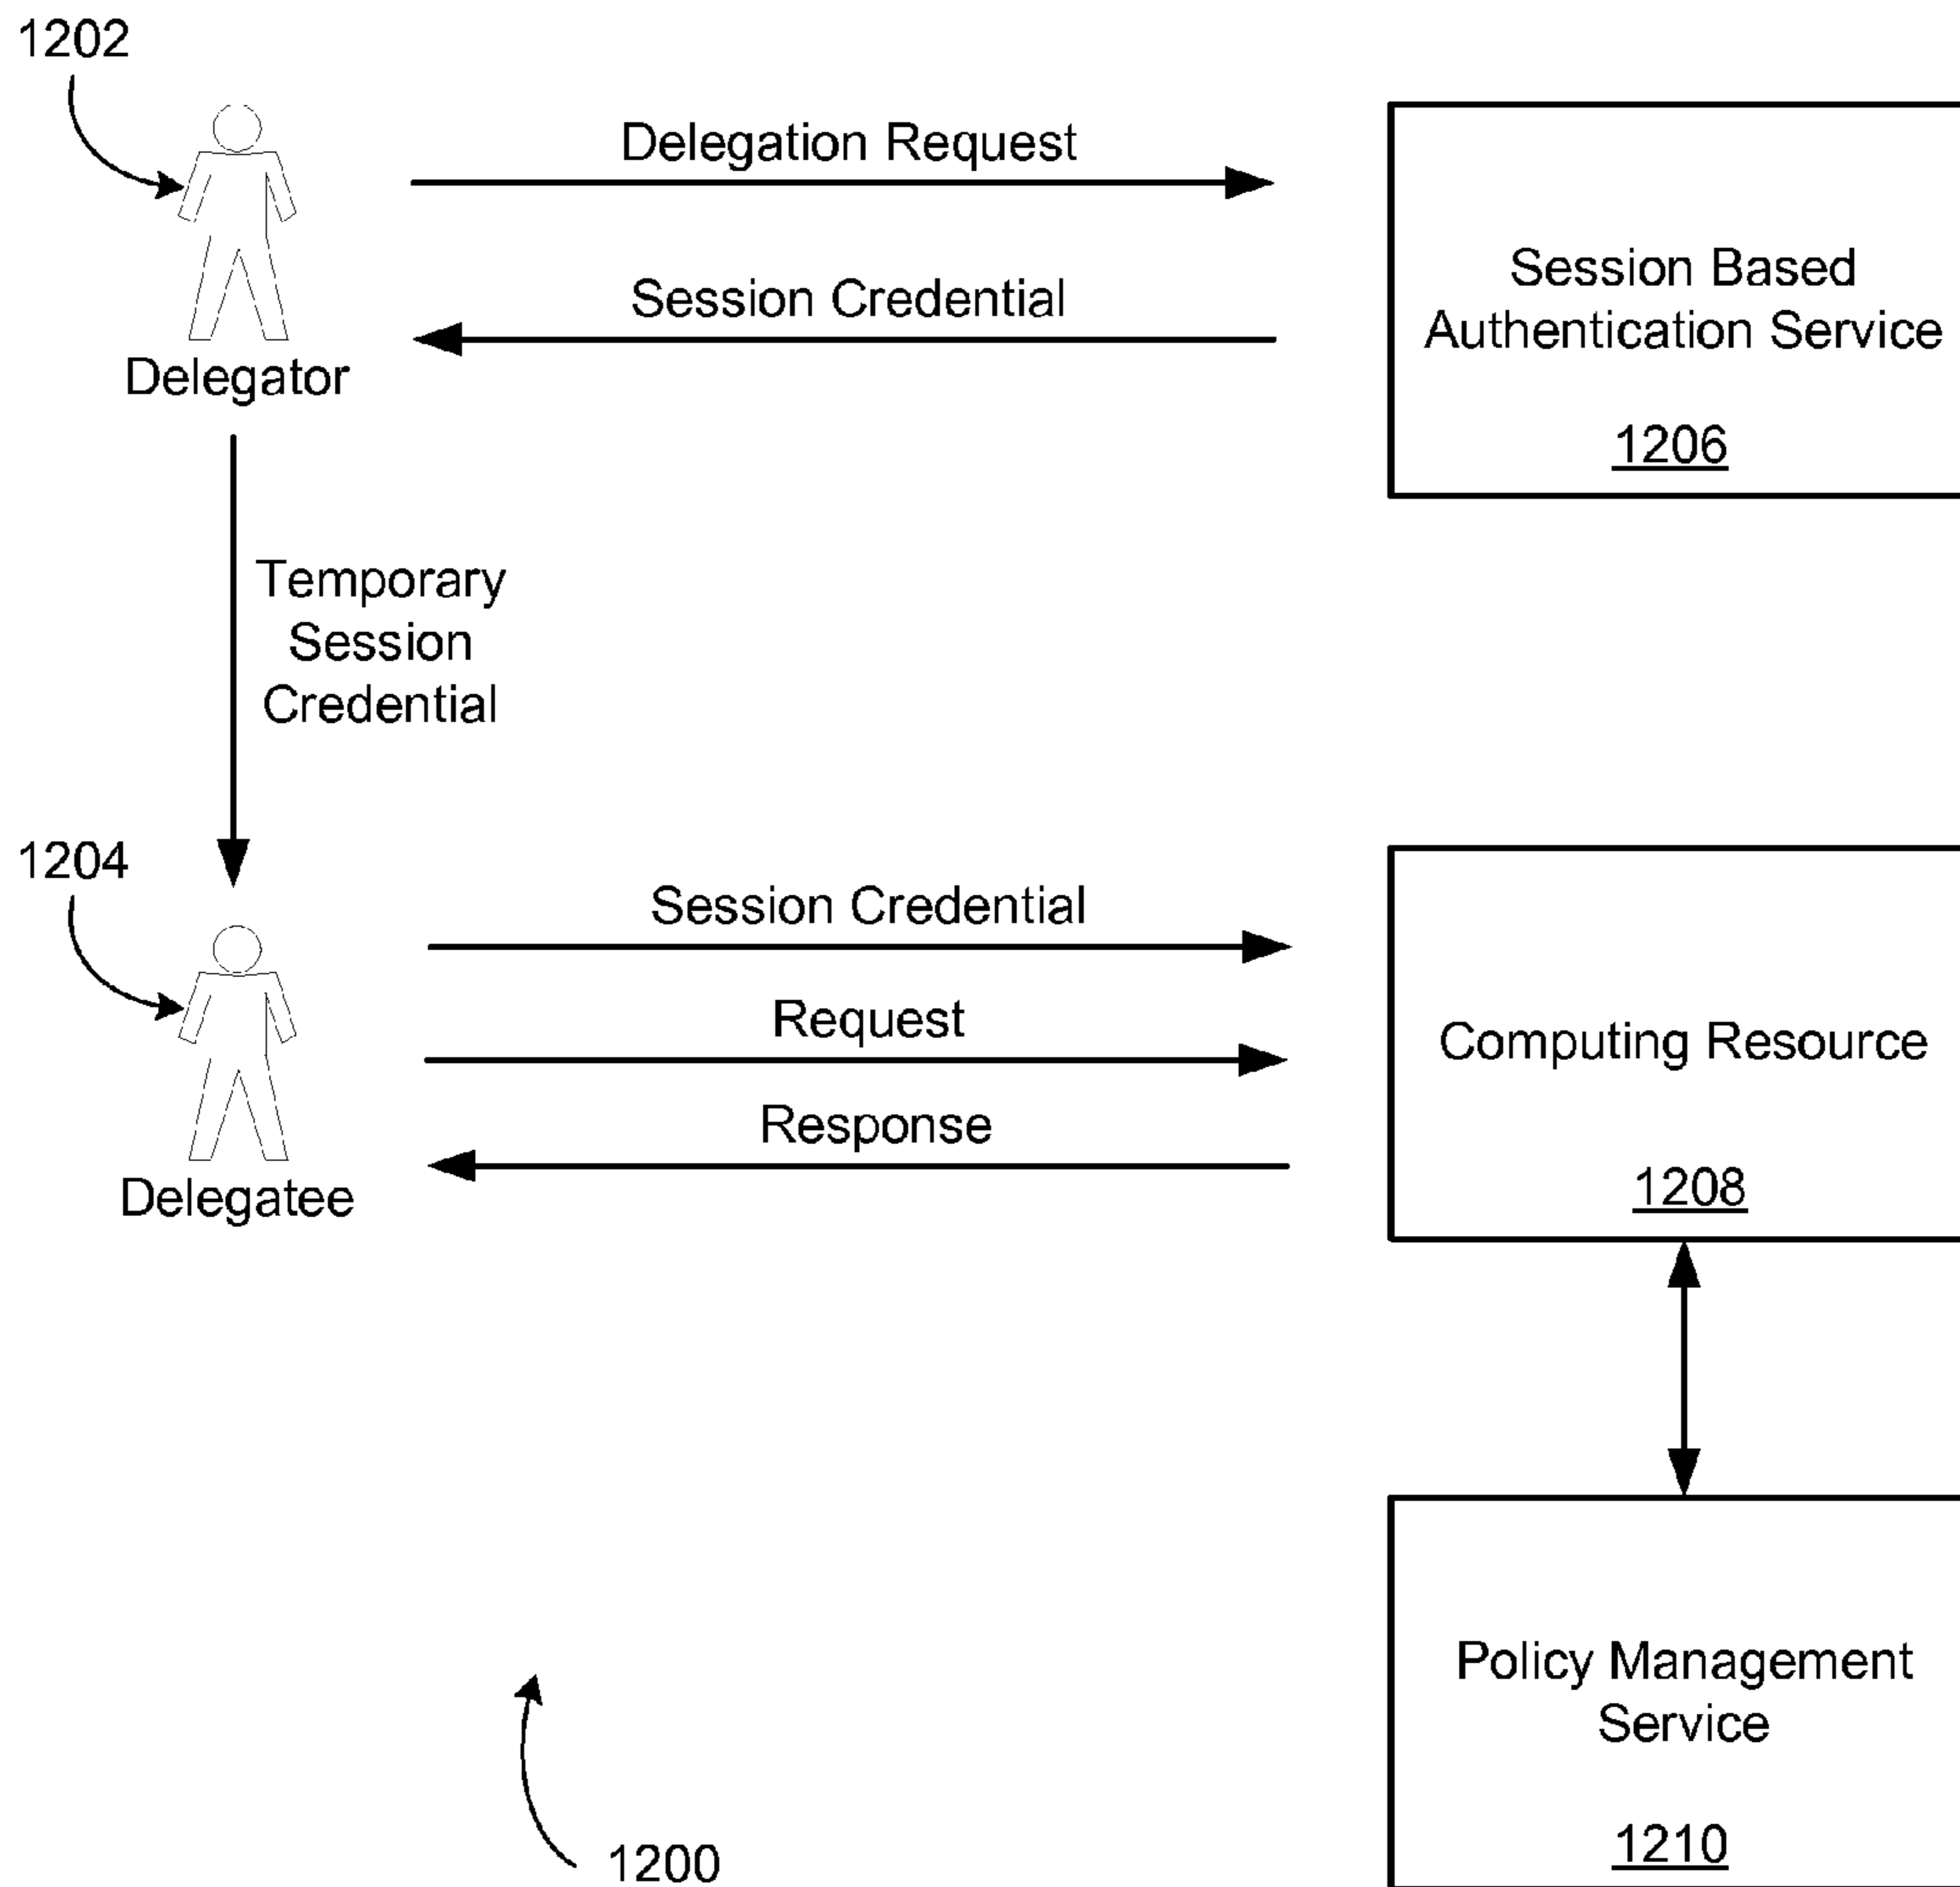 1202
Delegation Request
Session Credential
Delegator
Session Based
Authentication Service
1206
Temporary
Session
Credential
1204
Session Credential
Request
Response
Delegatee
Computing Resource
1208
Policy Management
Service
1210
1200